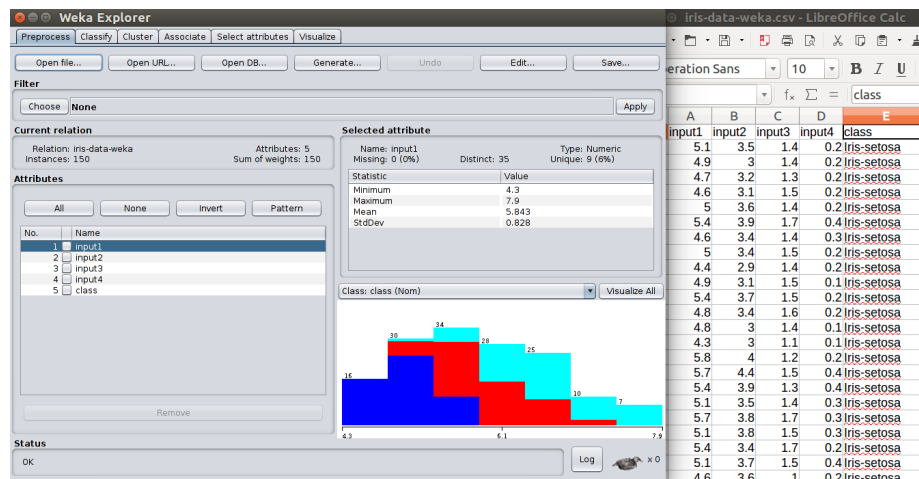 Weka Explorer
Preprocess Classify Cluster Associate Select attributes Visualize
Open file... Open URL... Open DB... Generate... Undo Edit... Save...
Filter
Choose None Apply
Current relation
Relation: iris-data-weka Attributes: 5
Instances: 150 Sum of weights: 150
Attributes
All None Invert Pattern
No. Name
1 input1
2 input2
3 input3
4 input4
5 class
Remove
Status
OK
Log x 0
Selected attribute
Name: input1 Type: Numeric
Missing: 0 (0%) Distinct: 35 Unique: 9 (6%)
Statistic Value
Minimum 4.3
Maximum 7.9
Mean 5.843
StdDev 0.828
Class: class (Nom) Visualize All
16 30 34 28 25 10 7
4.3 6.1 7.9
iris-data-weka.csv - LibreOffice Calc
eration Sans 10 B I U
fx Σ = class
A B C D E
input1 input2 input3 input4 class
5.1 3.5 1.4 0.2 Iris-setosa
4.9 3 1.4 0.2 Iris-setosa
4.7 3.2 1.3 0.2 Iris-setosa
4.6 3.1 1.5 0.2 Iris-setosa
5 3.6 1.4 0.2 Iris-setosa
5.4 3.9 1.7 0.4 Iris-setosa
4.6 3.4 1.4 0.3 Iris-setosa
5 3.4 1.5 0.2 Iris-setosa
4.4 2.9 1.4 0.2 Iris-setosa
4.9 3.1 1.5 0.1 Iris-setosa
5.4 3.7 1.5 0.2 Iris-setosa
4.8 3.4 1.6 0.2 Iris-setosa
4.8 3 1.4 0.1 Iris-setosa
4.3 3 1.1 0.1 Iris-setosa
5.8 4 1.2 0.2 Iris-setosa
5.7 4.4 1.5 0.4 Iris-setosa
5.4 3.9 1.3 0.4 Iris-setosa
5.1 3.5 1.4 0.3 Iris-setosa
5.7 3.8 1.7 0.3 Iris-setosa
5.1 3.8 1.5 0.3 Iris-setosa
5.4 3.4 1.7 0.2 Iris-setosa
5.1 3.7 1.5 0.4 Iris-setosa
4.6 3.6 1 0.2 Iris-setosa